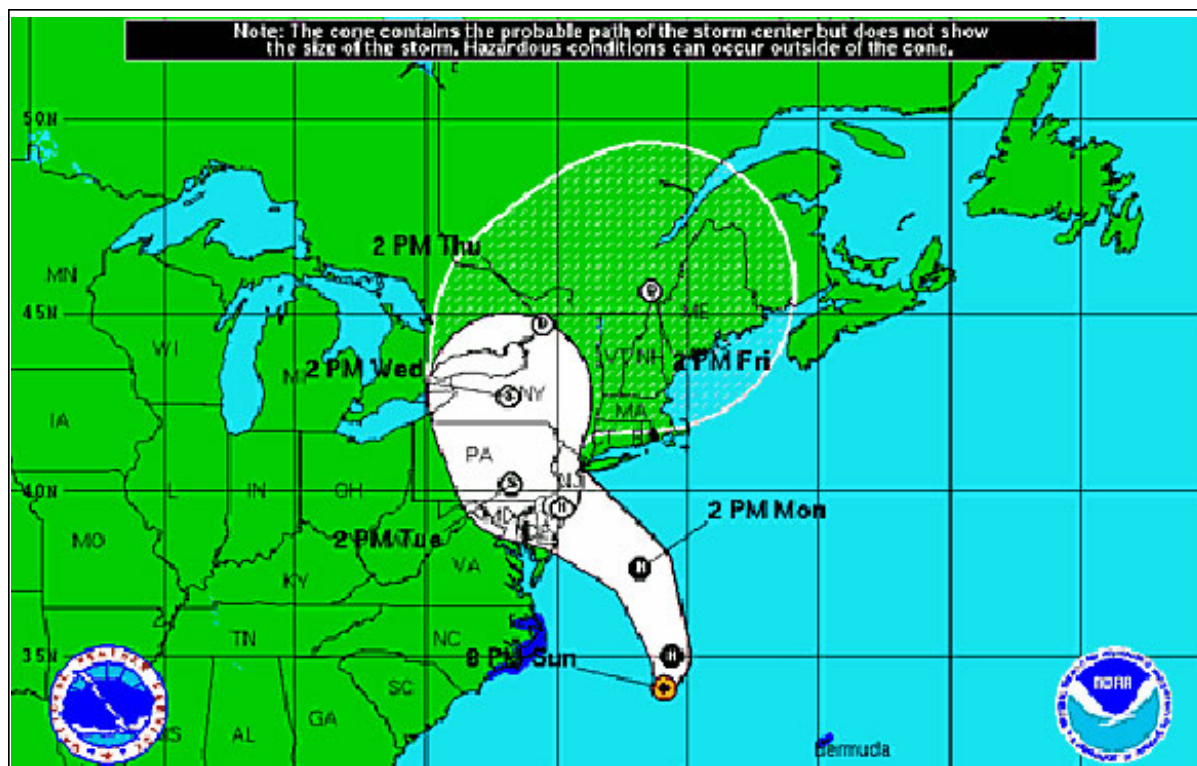 Note: The cone contains the probable path of the storm center but does not show
the size of the storm. Hazardous conditions can occur outside of the cone.
50N
2 PM Thu
MN
45N
ME
WI
VT
NH
2 PM Wed
2 PM Fri
MI
NY
IA
MA
PA
IL
IN
OH
NJ
40N
MD
2 PM Mon
MO
2 PM Tue
DE
VA
KY
TN
NC
35N
8 PM Sun
SC
NOAA
GA
MS
AL
Bermuda